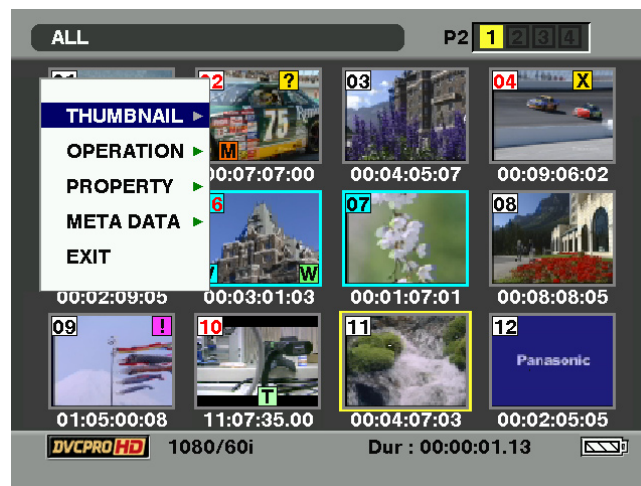 ALL
P2 1 2 3 4
02 ?
03
04 X
THUMBNAIL
OPERATION
PROPERTY
META DATA
EXIT
75
M
00:07:07:00
00:04:05:07
00:09:06:02
6
07
08
W
00:02:09:05
00:03:01:03
00:01:07:01
00:08:08:05
09 !
10
11
12
T
Panasonic
01:05:00:08
11:07:35.00
00:04:07:03
00:02:05:05
DVCPRO HD
1080/60i
Dur : 00:00:01.13